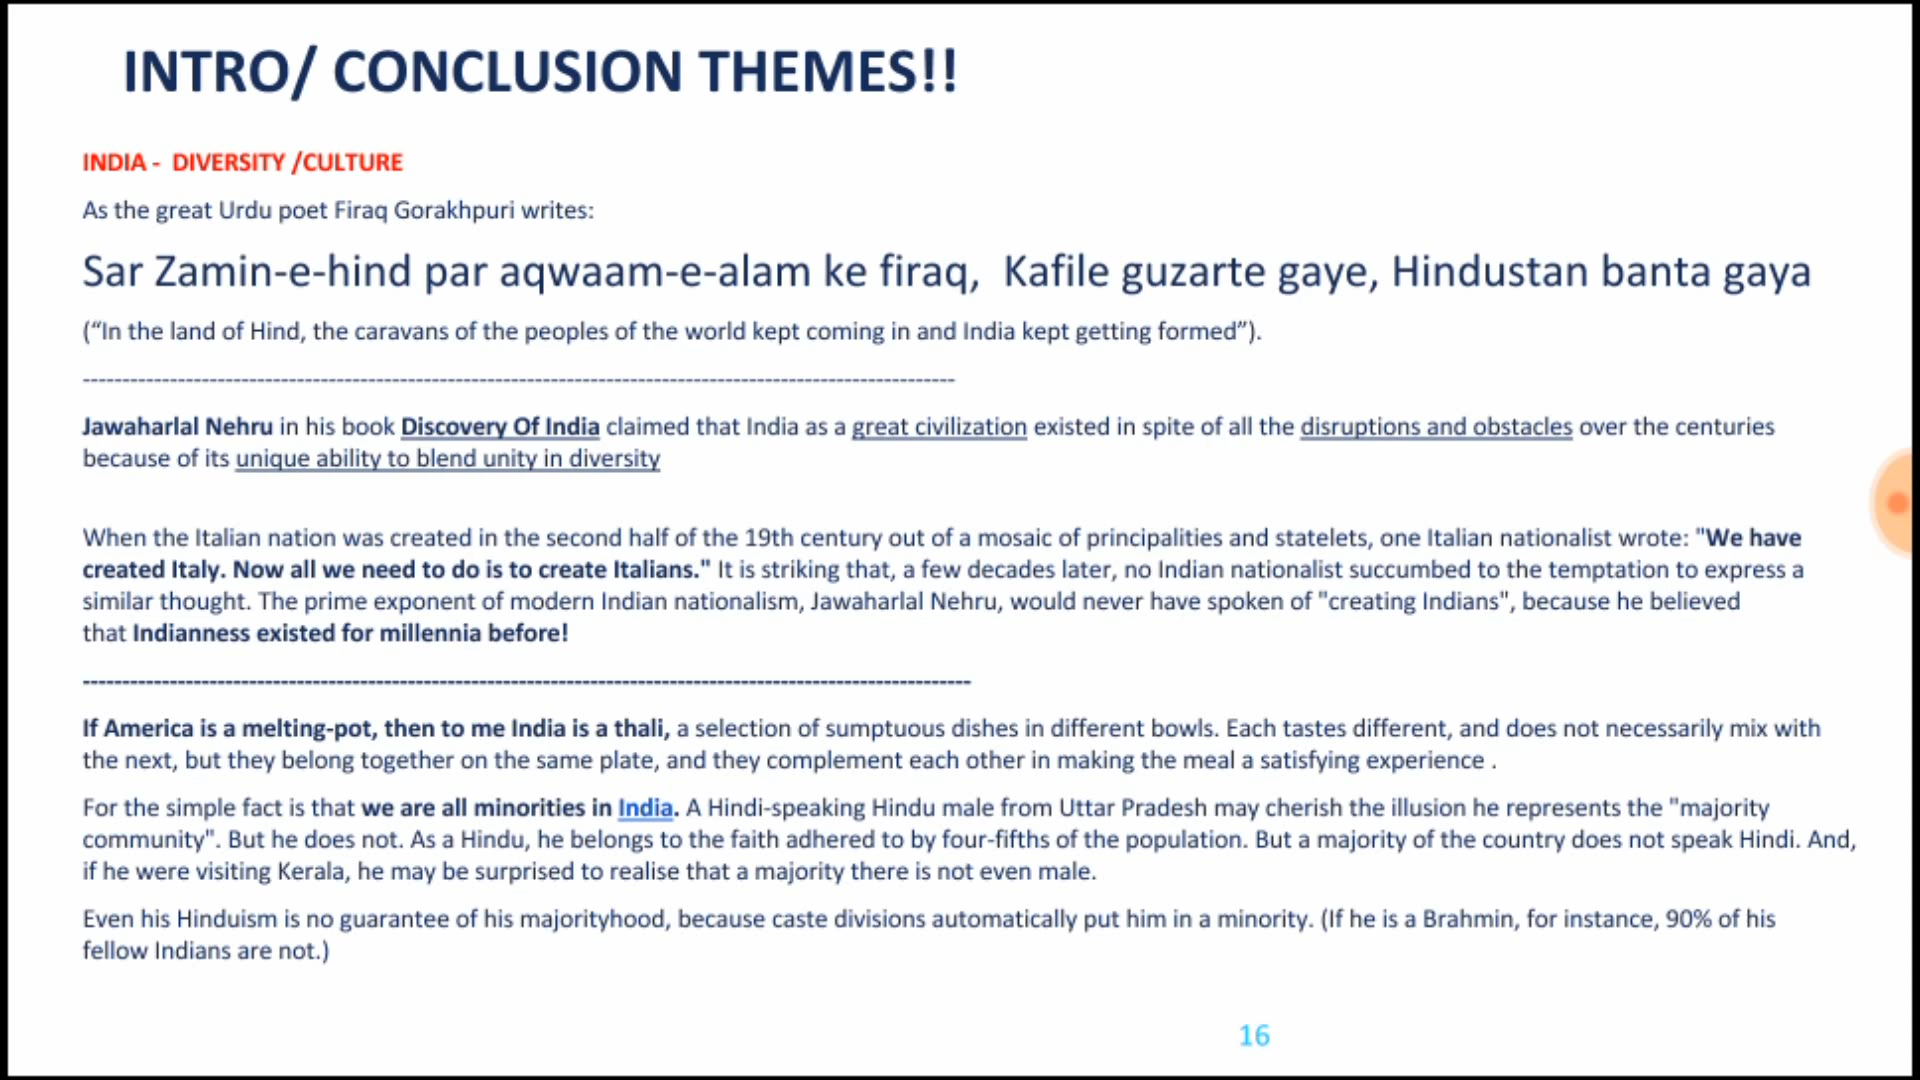 INTRO/ CONCLUSION THEMES!!
INDIA - DIVERSITY /CULTURE
As the great Urdu poet Firaq Gorakhpuri writes:
Sar Zamin-e-hind par aqwaam-e-alam ke firaq, Kafile guzarte gaye, Hindustan banta gaya
(“In the land of Hind, the caravans of the peoples of the world kept coming in and India kept getting formed”).
--------------------------------------------------------------------------------------------------------------
Jawaharlal Nehru in his book Discovery Of India claimed that India as a great civilization existed in spite of all the disruptions and obstacles over the centuries
because of its unique ability to blend unity in diversity
When the Italian nation was created in the second half of the 19th century out of a mosaic of principalities and statelets, one Italian nationalist wrote: "We have
created Italy. Now all we need to do is to create Italians." It is striking that, a few decades later, no Indian nationalist succumbed to the temptation to express a
similar thought. The prime exponent of modern Indian nationalism, Jawaharlal Nehru, would never have spoken of "creating Indians", because he believed
that Indianness existed for millennia before!
--------------------------------------------------------------------------------------------------------------
If America is a melting-pot, then to me India is a thali, a selection of sumptuous dishes in different bowls. Each tastes different, and does not necessarily mix with
the next, but they belong together on the same plate, and they complement each other in making the meal a satisfying experience .
For the simple fact is that we are all minorities in India. A Hindi-speaking Hindu male from Uttar Pradesh may cherish the illusion he represents the "majority
community". But he does not. As a Hindu, he belongs to the faith adhered to by four-fifths of the population. But a majority of the country does not speak Hindi. And,
if he were visiting Kerala, he may be surprised to realise that a majority there is not even male.
Even his Hinduism is no guarantee of his majorityhood, because caste divisions automatically put him in a minority. (If he is a Brahmin, for instance, 90% of his
fellow Indians are not.)
16